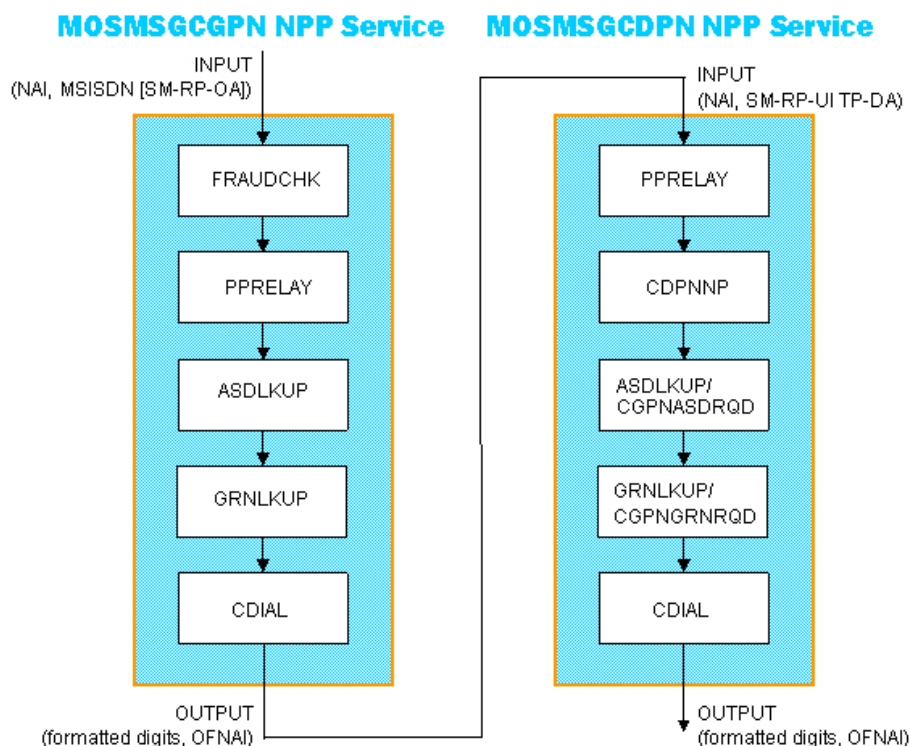 MOSMSGCGPN NPP Service
INPUT
(NAI, MSISDN [SM-RP-OA])
FRAUDCHK
PPRELAY
ASDLKUP
GRNLKUP
CDIAL
OUTPUT
(formatted digits, OFNAI)
MOSMSGCDPN NPP Service
INPUT
(NAI, SM-RP-UI TP-DA)
PPRELAY
CDPNNP
ASDLKUP/
CGPNASDRQD
GRNLKUP/
CGPNGRNRQD
CDIAL
OUTPUT
(formatted digits, OFNAI)